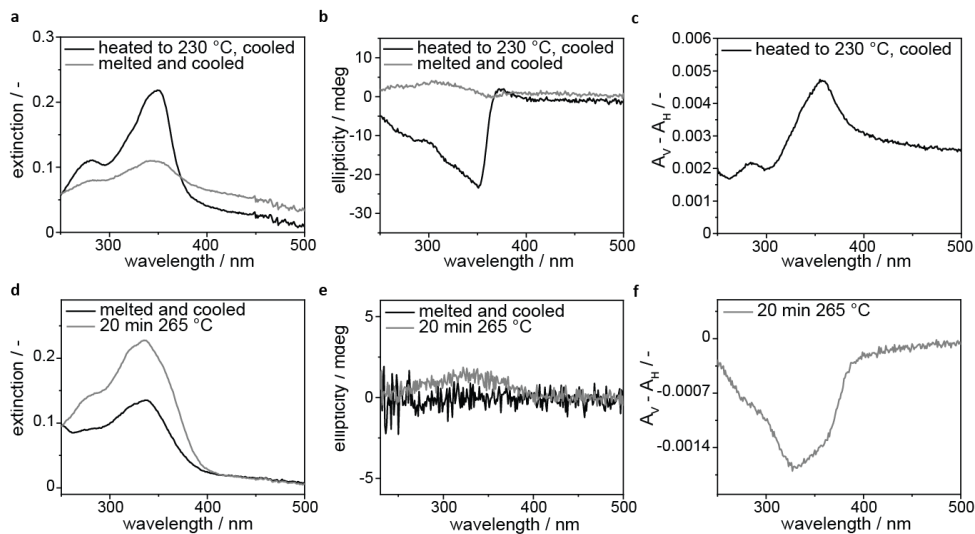 a
heated to 230 °C, cooled
melted and cooled
0.3
0.2
0.1
0
extinction / -
300 400 500
wavelength / nm
b
heated to 230 °C, cooled
melted and cooled
10
0
-10
-20
-30
ellipticity / mdeg
300 400 500
wavelength / nm
c
heated to 230 °C, cooled
0.006
0.005
0.004
0.003
0.002
0.001
0
A_V - A_H / -
300 400 500
wavelength / nm
d
melted and cooled
20 min 265 °C
0.2
0.1
0
extinction / -
300 400 500
wavelength / nm
e
melted and cooled
20 min 265 °C
5
0
-5
ellipticity / mdeg
300 400 500
wavelength / nm
f
20 min 265 °C
0
-0.0007
-0.0014
A_V - A_H / -
300 400 500
wavelength / nm